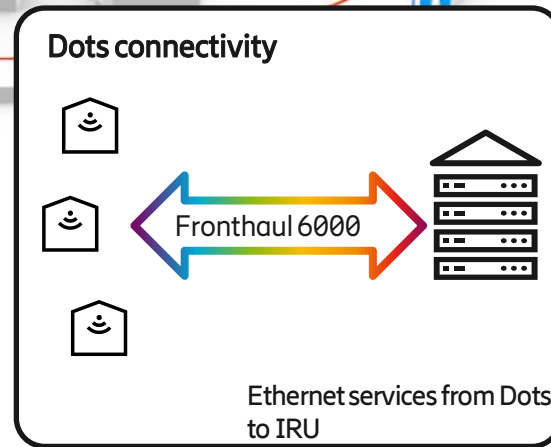 Dots connectivity
Fronthaul 6000
Ethernet services from Dots
to IRU